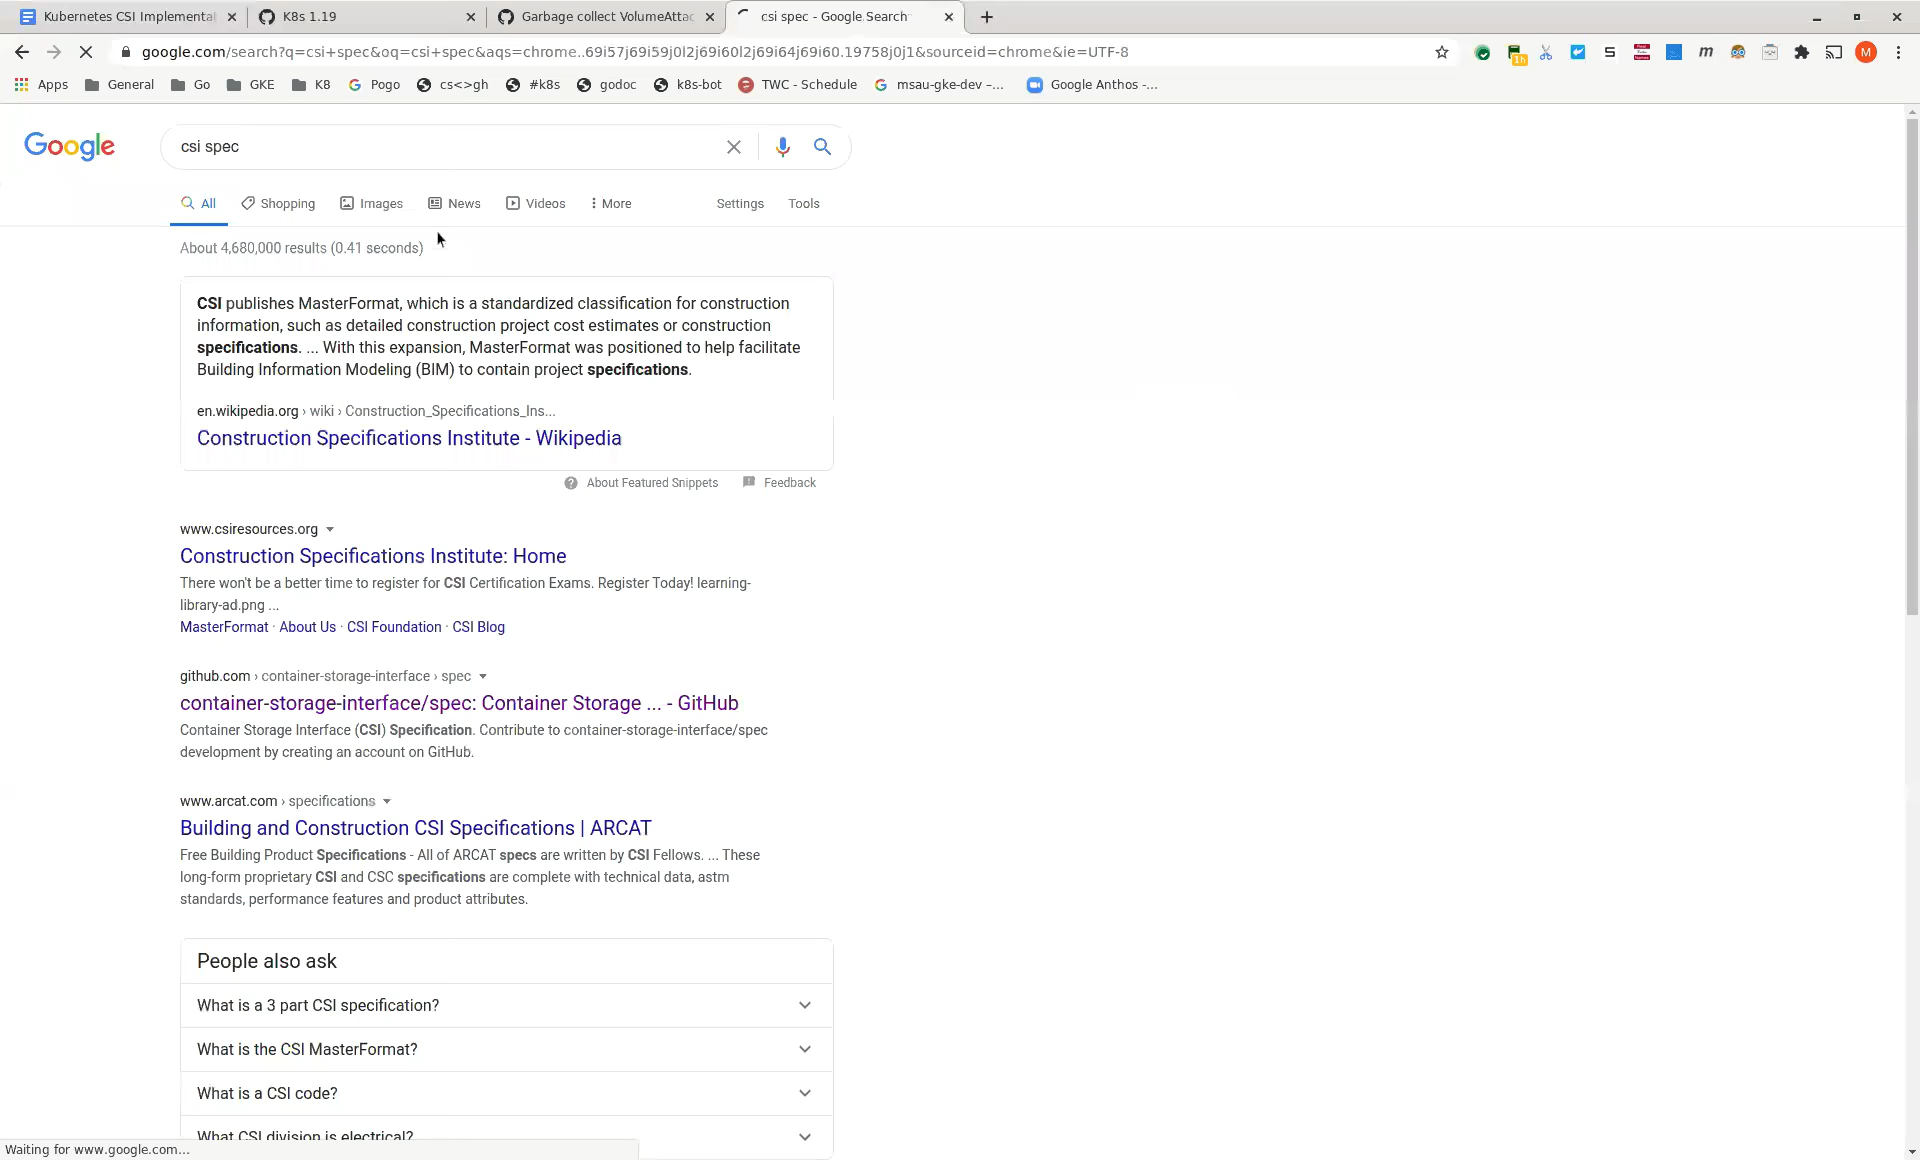 Kubernetes CSI Implementa
K8s 1.19
Garbage collect VolumeAttac
csi spec - Google Search
google.com/search?q=csi+spec&oq=csi+spec&aqs=chrome..69i57j69i59j0l2j69i60l2j69i64j69i60.19758j0j1&sourceid=chrome&ie=UTF-8
1h
S
m
M
Apps
General
Go
GKE
K8
Pogo
cs<>gh
#k8s
godoc
k8s-bot
TWC - Schedule
msau-gke-dev –...
Google Anthos -...
Google
csi spec
All
Shopping
Images
News
Videos
More
Settings
Tools
About 4,680,000 results (0.41 seconds)
CSI publishes MasterFormat, which is a standardized classification for construction
information, such as detailed construction project cost estimates or construction
specifications. ... With this expansion, MasterFormat was positioned to help facilitate
Building Information Modeling (BIM) to contain project specifications.
en.wikipedia.org › wiki › Construction_Specifications_Ins...
Construction Specifications Institute - Wikipedia
About Featured Snippets
Feedback
www.csiresources.org
Construction Specifications Institute: Home
There won't be a better time to register for CSI Certification Exams. Register Today! learning-
library-ad.png ...
MasterFormat · About Us · CSI Foundation · CSI Blog
github.com › container-storage-interface › spec
container-storage-interface/spec: Container Storage ... - GitHub
Container Storage Interface (CSI) Specification. Contribute to container-storage-interface/spec
development by creating an account on GitHub.
www.arcat.com › specifications
Building and Construction CSI Specifications | ARCAT
Free Building Product Specifications - All of ARCAT specs are written by CSI Fellows. ... These
long-form proprietary CSI and CSC specifications are complete with technical data, astm
standards, performance features and product attributes.
People also ask
What is a 3 part CSI specification?
What is the CSI MasterFormat?
What is a CSI code?
What CSI division is electrical?
Waiting for www.google.com...